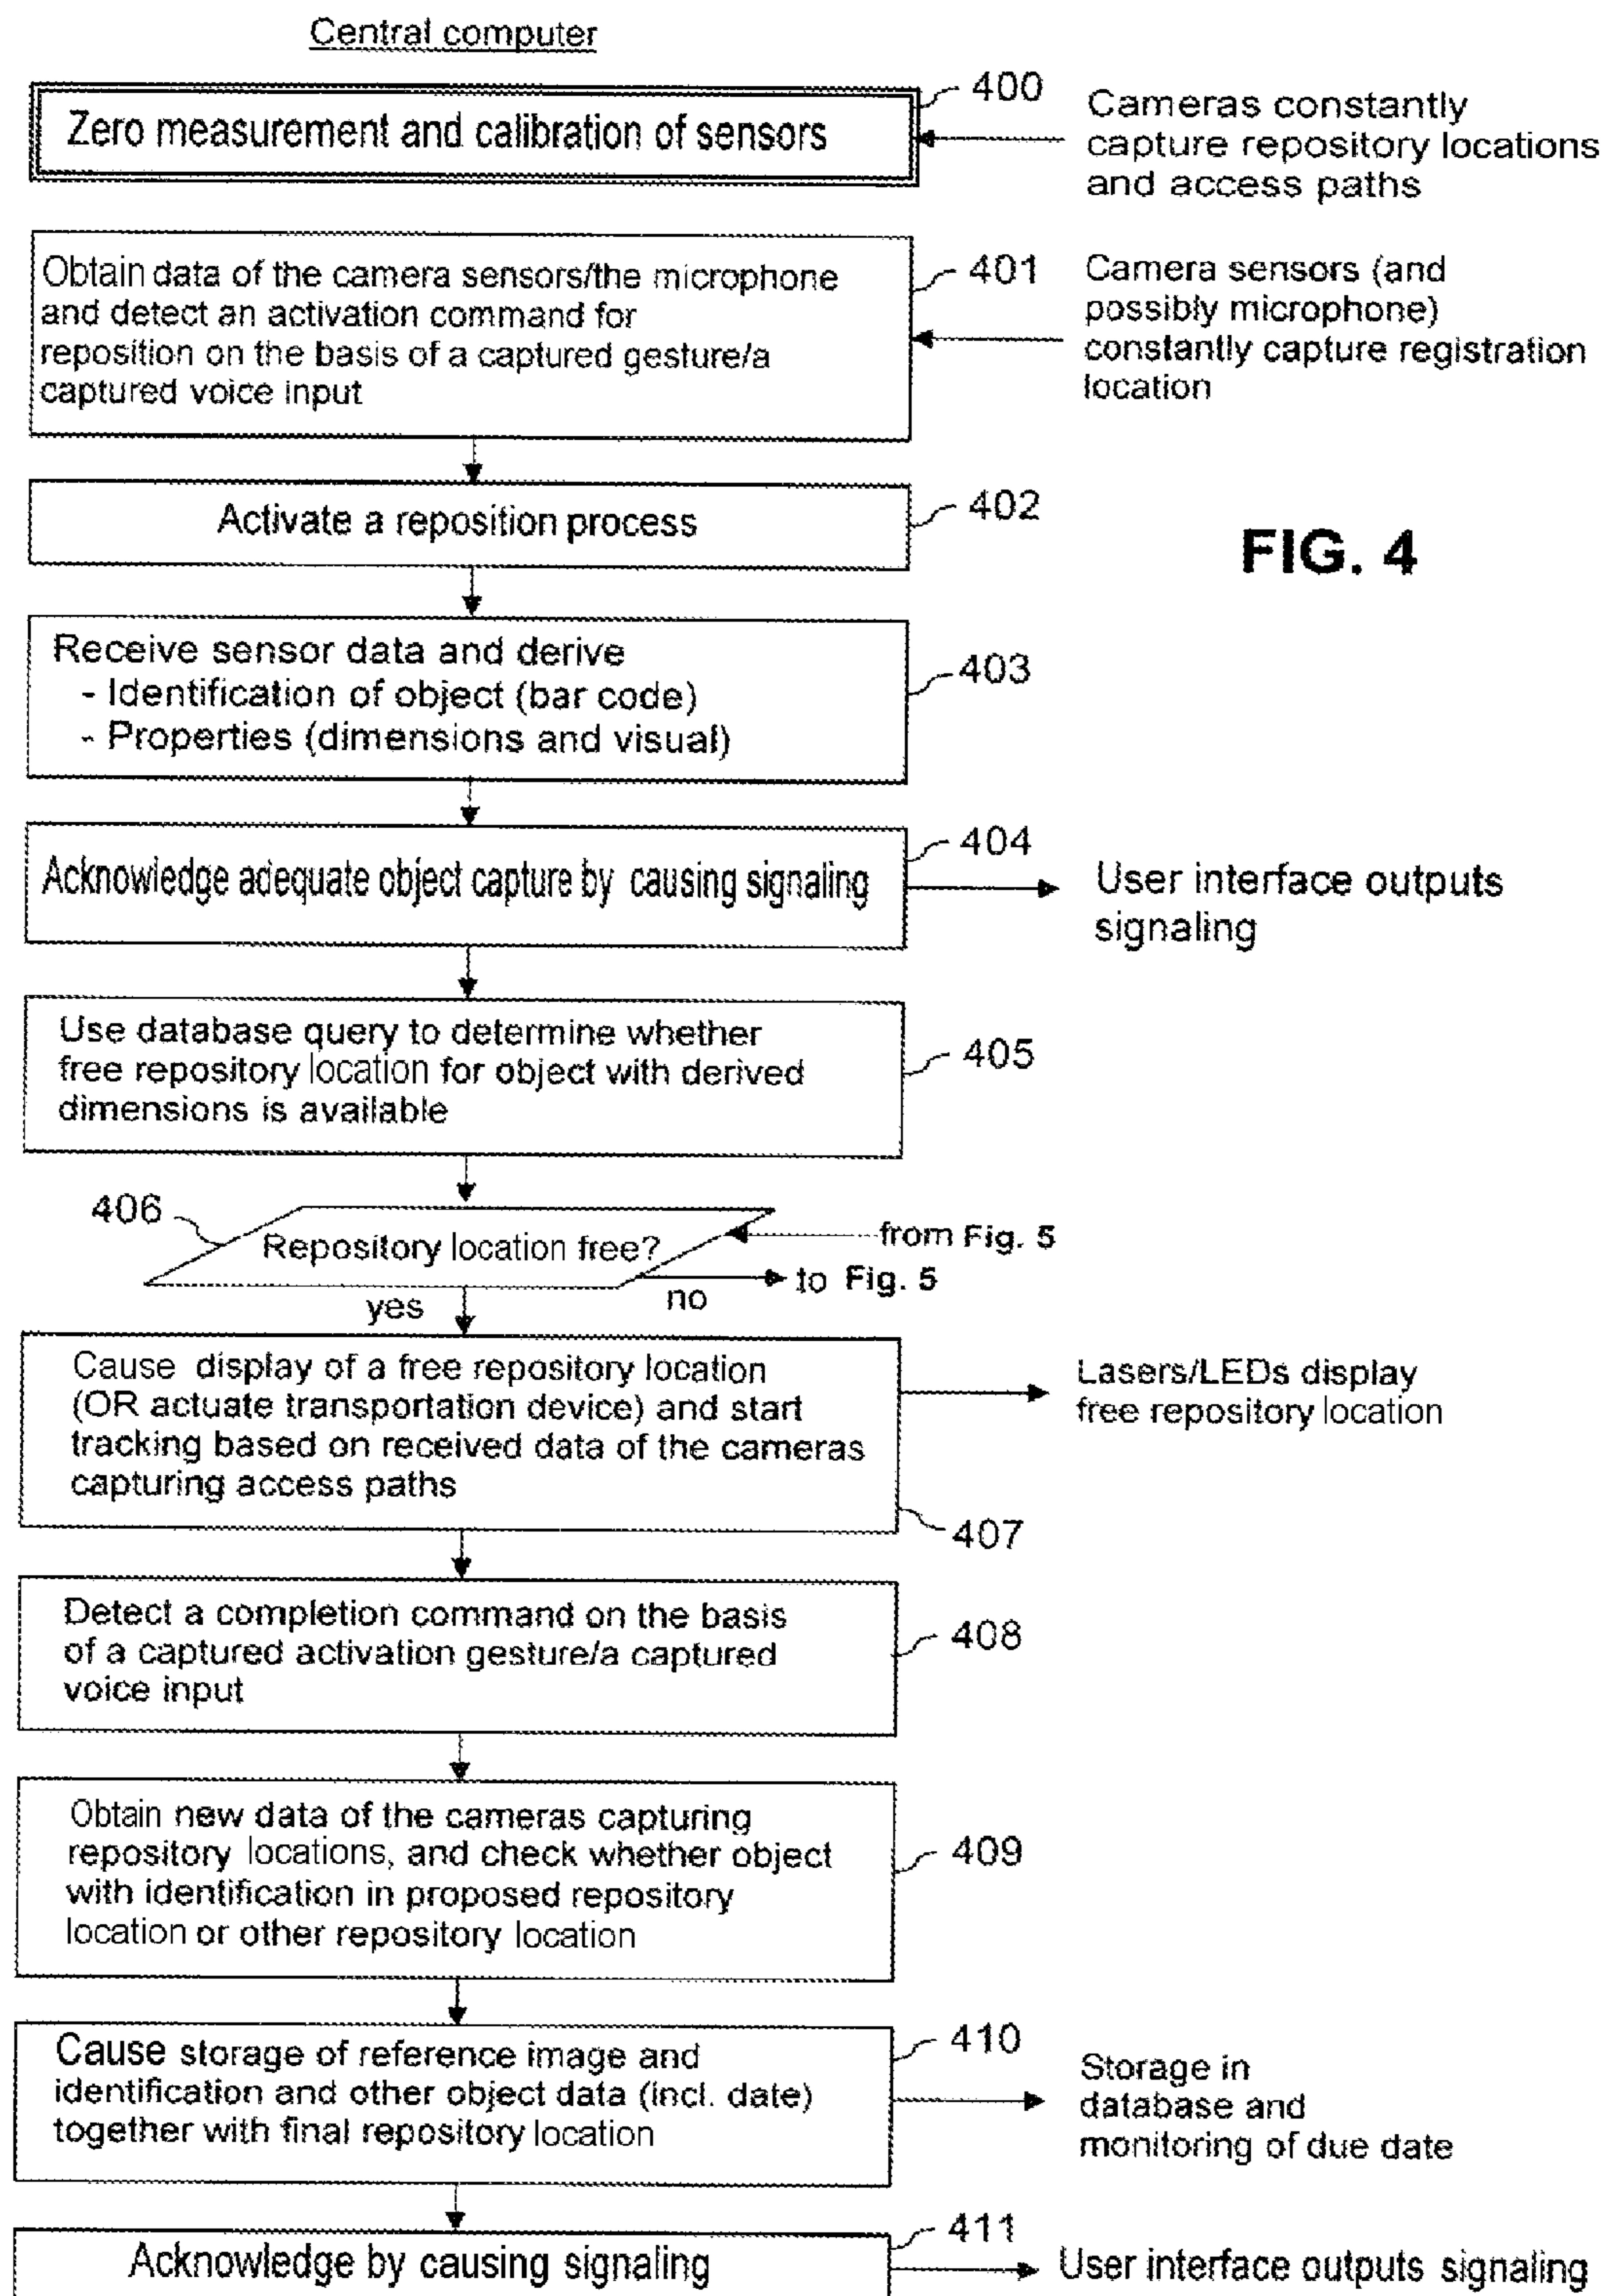 Central computer
Zero measurement and calibration of sensors
400
Cameras constantly
capture repository locations
and access paths
Obtain data of the camera sensors/the microphone
and detect an activation command for
reposition on the basis of a captured gesture/a
captured voice input
401
Camera sensors (and
possibly microphone)
constantly capture registration
location
Activate a reposition process
402
FIG. 4
Receive sensor data and derive
- Identification of object (bar code)
- Properties (dimensions and visual)
403
Acknowledge adequate object capture by causing signaling
404
User interface outputs
signaling
Use database query to determine whether
free repository location for object with derived
dimensions is available
405
406
Repository location free?
from Fig. 5
to Fig. 5
yes
no
Cause display of a free repository location
(OR actuate transportation device) and start
tracking based on received data of the cameras
capturing access paths
407
Lasers/LEDs display
free repository location
Detect a completion command on the basis
of a captured activation gesture/a captured
voice input
408
Obtain new data of the cameras capturing
repository locations, and check whether object
with identification in proposed repository
location or other repository location
409
Cause storage of reference image and
identification and other object data (incl. date)
together with final repository location
410
Storage in
database and
monitoring of due date
Acknowledge by causing signaling
411
User interface outputs signaling